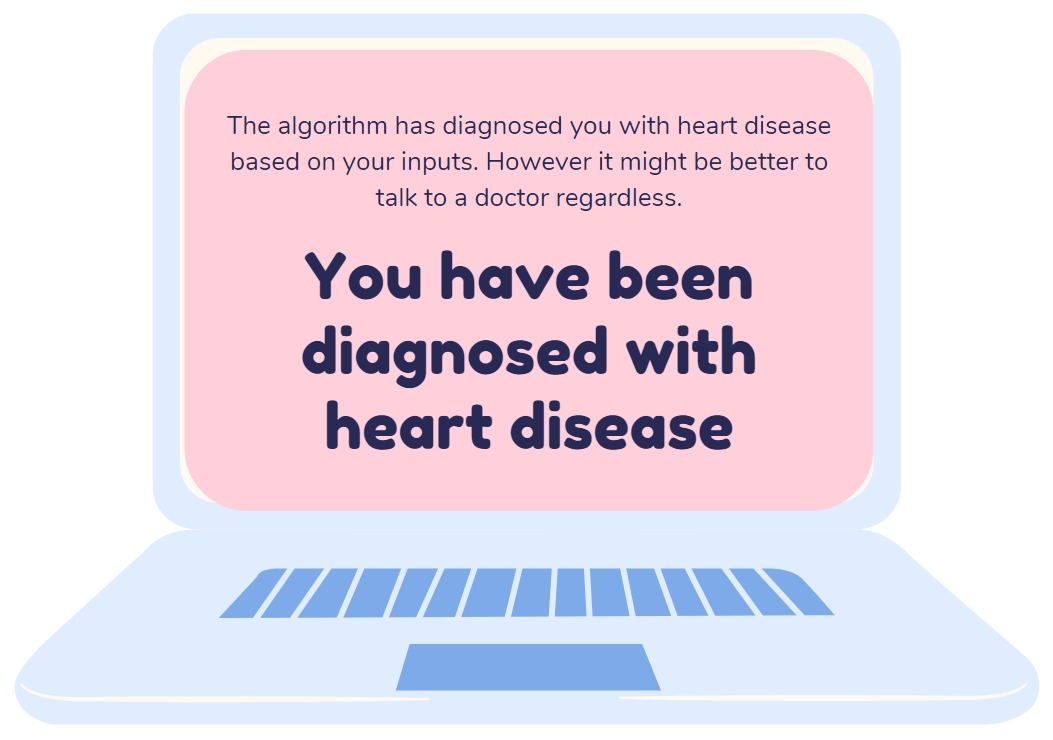 The algorithm has diagnosed you with heart disease
based on your inputs. However it might be better to
talk to a doctor regardless.
You have been
diagnosed with
heart disease